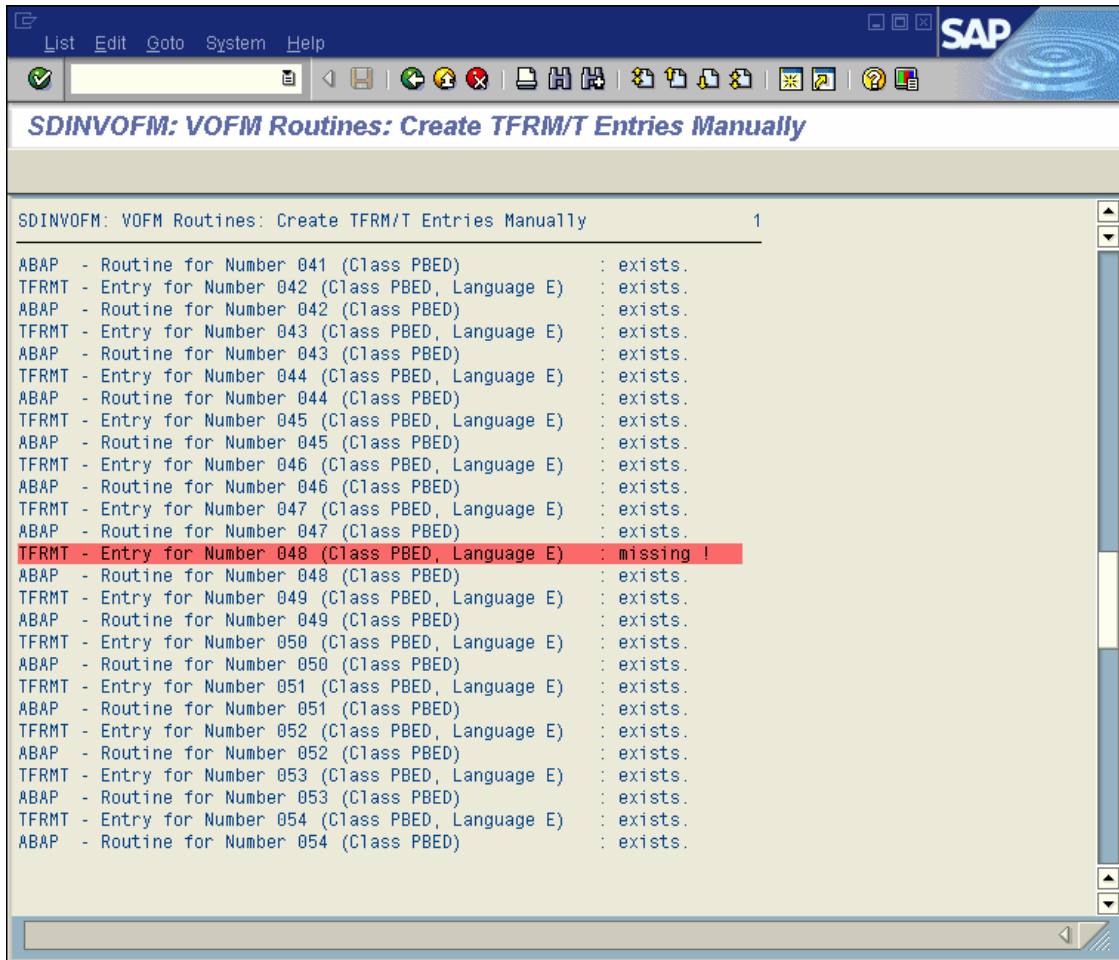 List Edit Goto System Help
SAP
SDINVOFM: VOFM Routines: Create TFRM/T Entries Manually
SDINVOFM: VOFM Routines: Create TFRM/T Entries Manually 1
ABAP - Routine for Number 041 (Class PBED) : exists.
TFRMT - Entry for Number 042 (Class PBED, Language E) : exists.
ABAP - Routine for Number 042 (Class PBED) : exists.
TFRMT - Entry for Number 043 (Class PBED, Language E) : exists.
ABAP - Routine for Number 043 (Class PBED) : exists.
TFRMT - Entry for Number 044 (Class PBED, Language E) : exists.
ABAP - Routine for Number 044 (Class PBED) : exists.
TFRMT - Entry for Number 045 (Class PBED, Language E) : exists.
ABAP - Routine for Number 045 (Class PBED) : exists.
TFRMT - Entry for Number 046 (Class PBED, Language E) : exists.
ABAP - Routine for Number 046 (Class PBED) : exists.
TFRMT - Entry for Number 047 (Class PBED, Language E) : exists.
ABAP - Routine for Number 047 (Class PBED) : exists.
TFRMT - Entry for Number 048 (Class PBED, Language E) : missing !
ABAP - Routine for Number 048 (Class PBED) : exists.
TFRMT - Entry for Number 049 (Class PBED, Language E) : exists.
ABAP - Routine for Number 049 (Class PBED) : exists.
TFRMT - Entry for Number 050 (Class PBED, Language E) : exists.
ABAP - Routine for Number 050 (Class PBED) : exists.
TFRMT - Entry for Number 051 (Class PBED, Language E) : exists.
ABAP - Routine for Number 051 (Class PBED) : exists.
TFRMT - Entry for Number 052 (Class PBED, Language E) : exists.
ABAP - Routine for Number 052 (Class PBED) : exists.
TFRMT - Entry for Number 053 (Class PBED, Language E) : exists.
ABAP - Routine for Number 053 (Class PBED) : exists.
TFRMT - Entry for Number 054 (Class PBED, Language E) : exists.
ABAP - Routine for Number 054 (Class PBED) : exists.